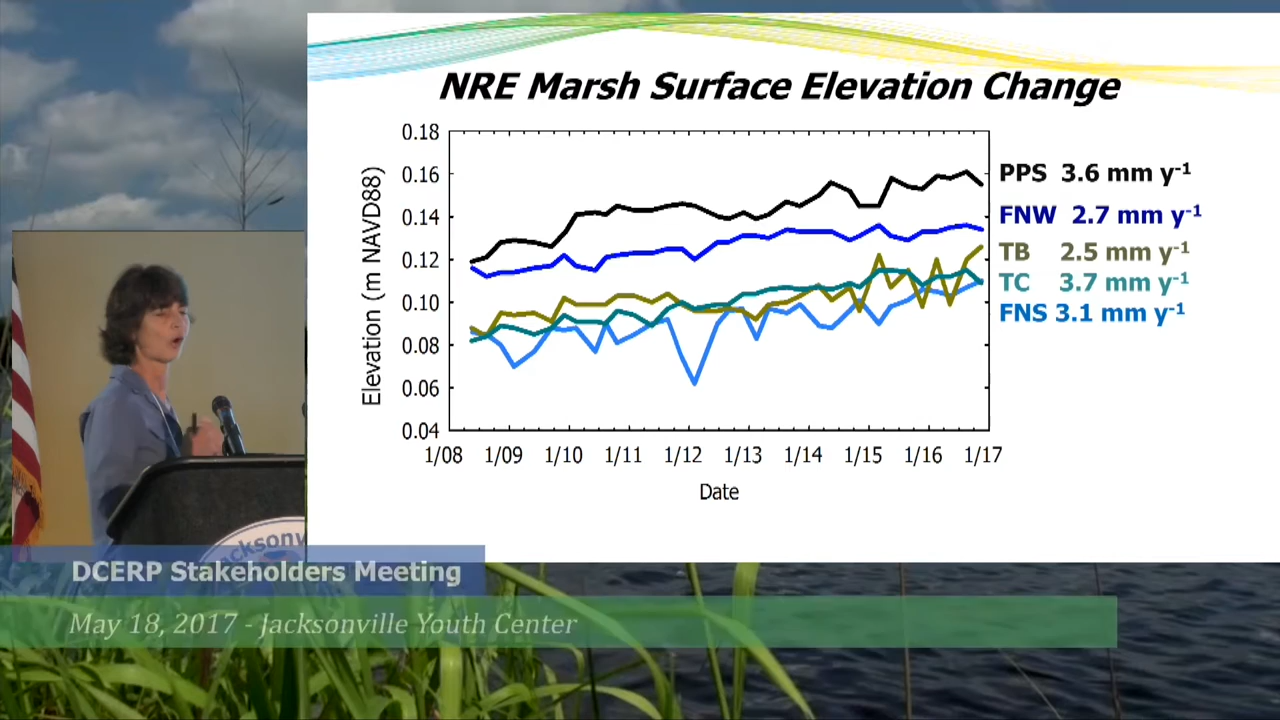 NRE Marsh Surface Elevation Change
0.18
0.16
0.14
0.12
0.10
0.08
0.06
0.04
Elevation (m NAVD88)
1/08 1/09 1/10 1/11 1/12 1/13 1/14 1/15 1/16 1/17
Date
PPS 3.6 mm y⁻¹
FNW 2.7 mm y⁻¹
TB 2.5 mm y⁻¹
TC 3.7 mm y⁻¹
FNS 3.1 mm y⁻¹
DCERP Stakeholders Meeting
May 18, 2017 - Jacksonville Youth Center